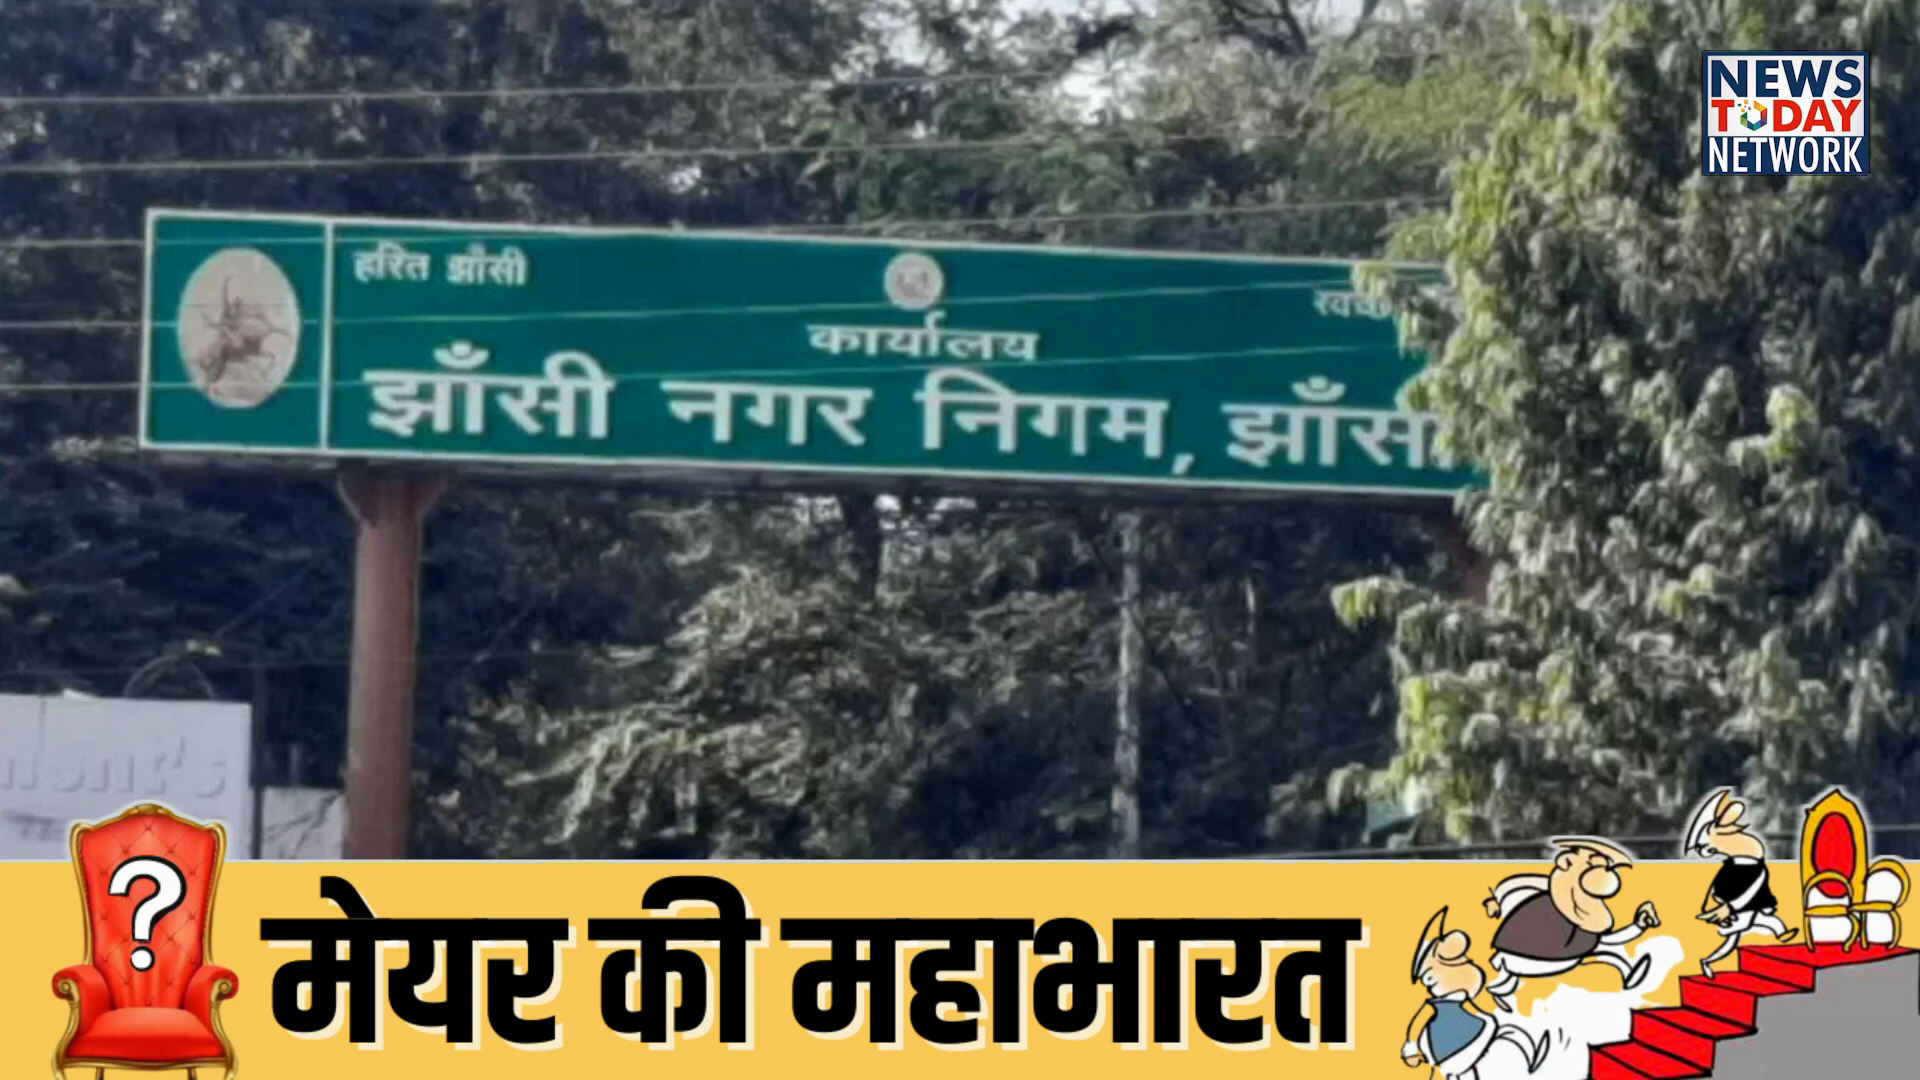 NEWS
TODAY
NETWORK
हरित झाँसी
कार्यालय
झाँसी नगर निगम, झाँसी
?
मेयर की महाभारत